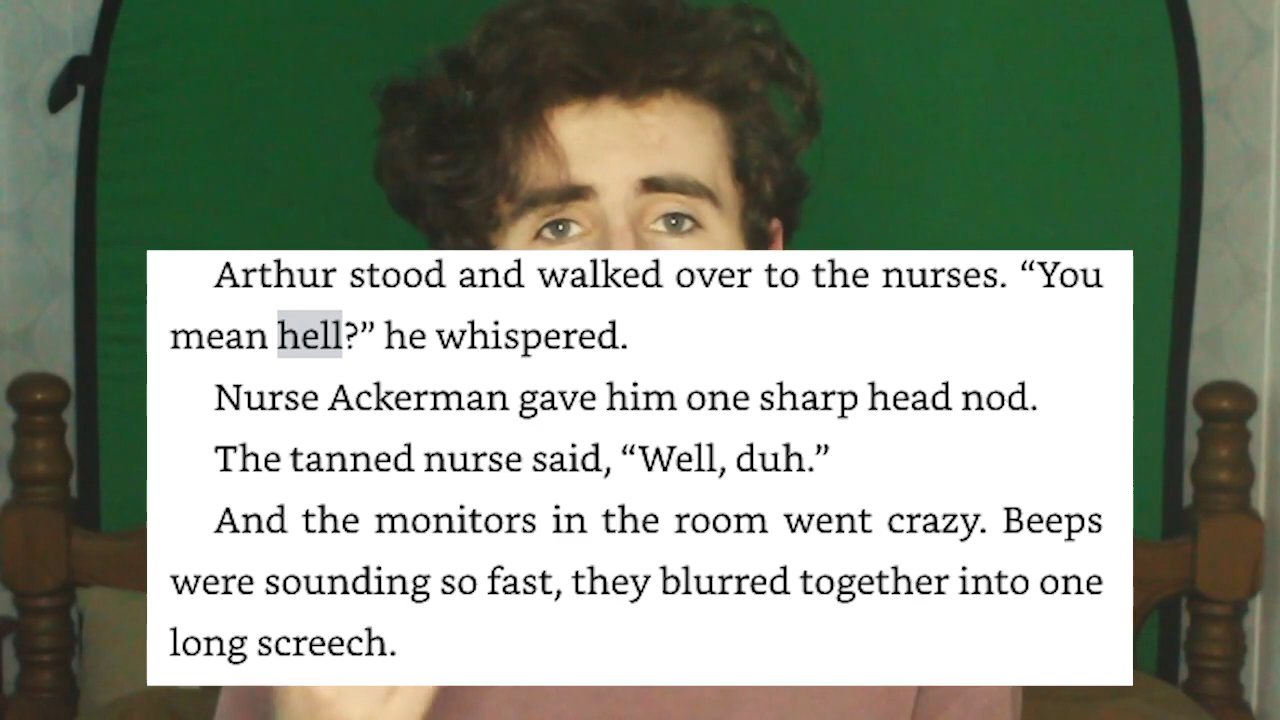 Arthur stood and walked over to the nurses. “You
mean hell?” he whispered.
Nurse Ackerman gave him one sharp head nod.
The tanned nurse said, “Well, duh.”
And the monitors in the room went crazy. Beeps
were sounding so fast, they blurred together into one
long screech.